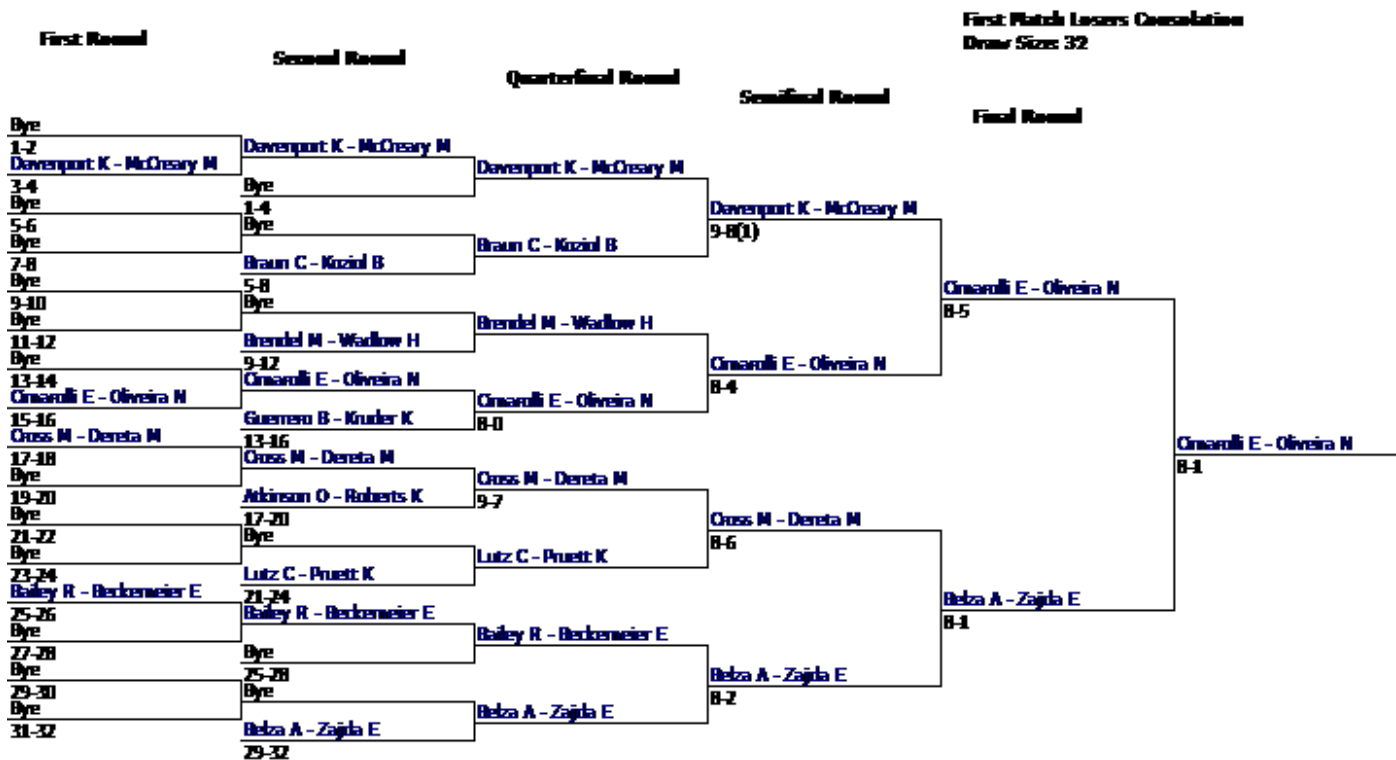 First Match Losers Consolation
Draw Size: 32
First Round
Second Round
Quarterfinal Round
Semifinal Round
Final Round
Bye
1-2
Davenport K - McCreary M
3-4
Bye
5-6
Bye
7-8
Bye
9-10
Bye
11-12
Bye
13-14
Cimarolli E - Oliveira N
15-16
Cross M - Dereta M
17-18
Bye
19-20
Bye
21-22
Bye
23-24
Bailey R - Beckemeier E
25-26
Bye
27-28
Bye
29-30
Bye
31-32
Davenport K - McCreary M
Bye
1-4
Bye
Braun C - Koziol B
5-8
Bye
Brendel M - Wadlow H
9-12
Cimarolli E - Oliveira N
Guerrero B - Kruder K
13-16
Cross M - Dereta M
Atkinson O - Roberts K
17-20
Bye
Lutz C - Pruett K
21-24
Bailey R - Beckemeier E
Bye
25-28
Bye
Belza A - Zajda E
29-32
Davenport K - McCreary M
Braun C - Koziol B
Brendel M - Wadlow H
Cimarolli E - Oliveira N
8-0
Cross M - Dereta M
9-7
Lutz C - Pruett K
Bailey R - Beckemeier E
Belza A - Zajda E
Davenport K - McCreary M
9-8(1)
Cimarolli E - Oliveira N
8-4
Cross M - Dereta M
8-6
Belza A - Zajda E
8-2
Cimarolli E - Oliveira N
8-5
Belza A - Zajda E
8-1
Cimarolli E - Oliveira N
8-1